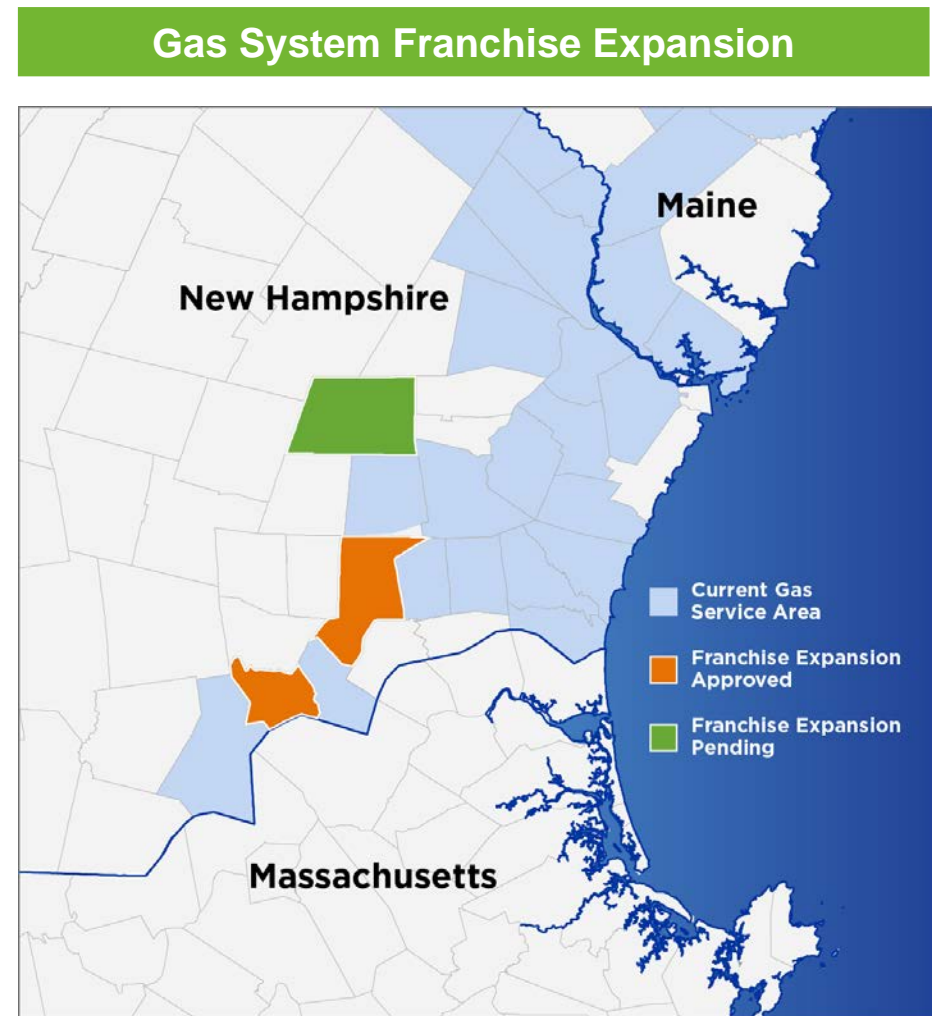 Gas System Franchise Expansion
Maine
New Hampshire
Current Gas
Service Area
Franchise Expansion
Approved
Franchise Expansion
Pending
Massachusetts